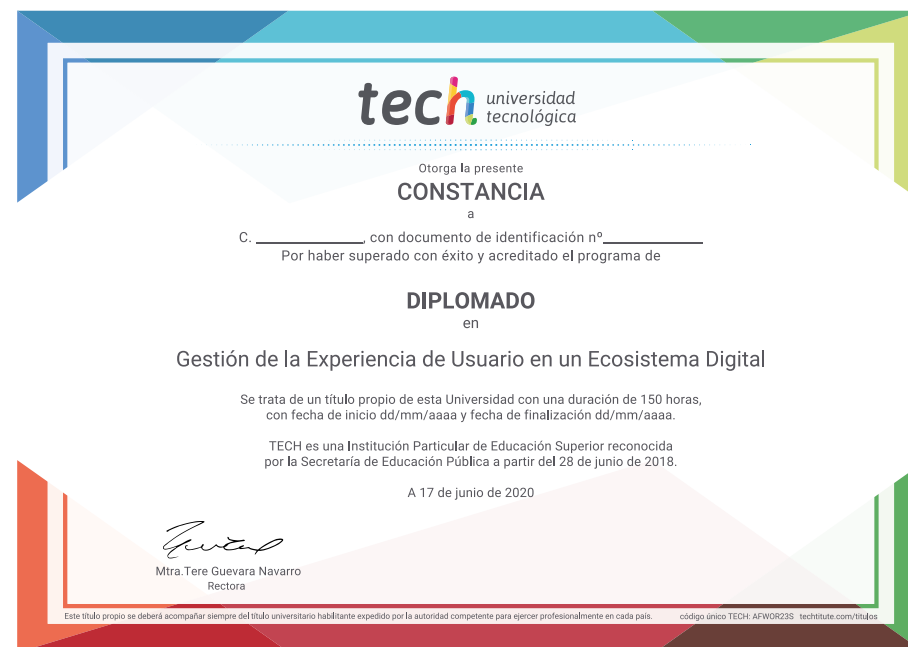 tech universidad
tecnológica
Otorga la presente
CONSTANCIA
a
C. ____________, con documento de identificación nº____________
Por haber superado con éxito y acreditado el programa de
DIPLOMADO
en
Gestión de la Experiencia de Usuario en un Ecosistema Digital
Se trata de un título propio de esta Universidad con una duración de 150 horas,
con fecha de inicio dd/mm/aaaa y fecha de finalización dd/mm/aaaa.
TECH es una Institución Particular de Educación Superior reconocida
por la Secretaría de Educación Pública a partir del 28 de junio de 2018.
A 17 de junio de 2020
Mtra.Tere Guevara Navarro
Rectora
Este título propio se deberá acompañar siempre del título universitario habilitante expedido por la autoridad competente para ejercer profesionalmente en cada país. código único TECH: AFWOR23S techtitute.com/titulos